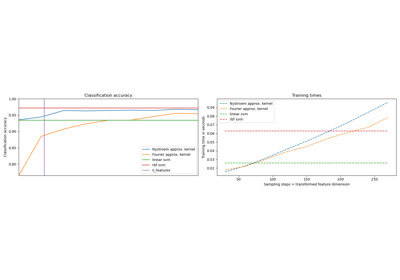 Classification accuracy
1.00
0.95
0.90
0.85
0.80
Classification accuracy
Nystroem approx. kernel
Fourier approx. kernel
linear svm
rbf svm
n_features
Training times
Nystroem approx. kernel
Fourier approx. kernel
linear svm
rbf svm
0.09
0.08
0.07
0.06
0.05
0.04
0.03
0.02
Training time in seconds
50
100
150
200
250
Sampling steps = transformed feature dimension